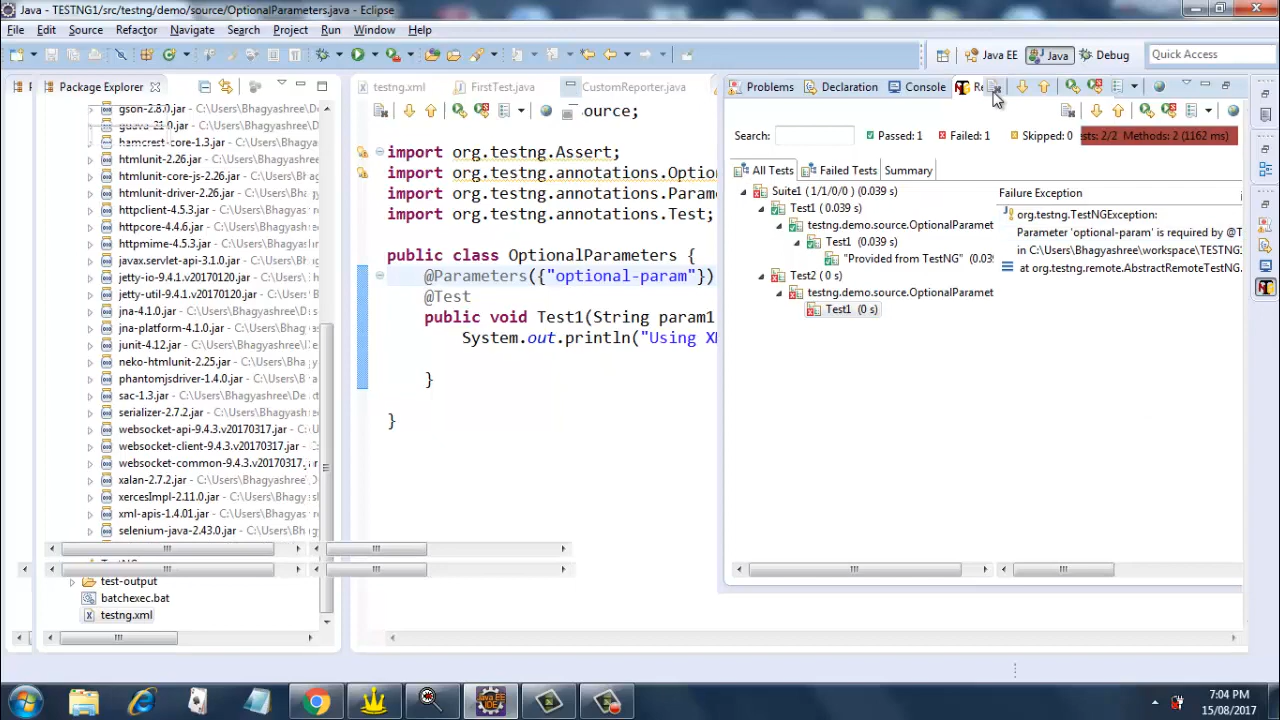 Java - TESTNG1/src/testng/demo/source/OptionalParameters.java - Eclipse
File Edit Source Refactor Navigate Search Project Run Window Help
Java EE Java Debug Quick Access
Package Explorer
testng.xml FirstTest.java CustomReporter.java
Problems Declaration Console
gson-2.8.0.jar - C:\Users\Bhagyashree\
guava-21.0.jar - C:\Users\Bhagyashree\
hamcrest-core-1.3.jar - C:\Users\Bhag
htmlunit-2.26.jar - C:\Users\Bhagyash
htmlunit-core-js-2.26.jar - C:\Users\Bh
htmlunit-driver-2.26.jar - C:\Users\Bha
httpclient-4.5.3.jar - C:\Users\Bhagya
httpcore-4.4.6.jar - C:\Users\Bhagyas
httpmime-4.5.3.jar - C:\Users\Bhagya
javax.servlet-api-3.1.0.jar - C:\Users\B
jetty-io-9.4.1.v20170120.jar - C:\Users
jetty-util-9.4.1.v20170120.jar - C:\User
jna-4.1.0.jar - C:\Users\Bhagyashree\D
jna-platform-4.1.0.jar - C:\Users\Bhag
junit-4.12.jar - C:\Users\Bhagyashree\
neko-htmlunit-2.25.jar - C:\Users\Bha
phantomjsdriver-1.4.0.jar - C:\Users\B
sac-1.3.jar - C:\Users\Bhagyashree\De
serializer-2.7.2.jar - C:\Users\Bhagyas
websocket-api-9.4.3.v20170317.jar - C
websocket-client-9.4.3.v20170317.jar -
websocket-common-9.4.3.v20170317.
xalan-2.7.2.jar - C:\Users\Bhagyashree
xercesImpl-2.11.0.jar - C:\Users\Bhag
xml-apis-1.4.01.jar - C:\Users\Bhagyas
selenium-java-2.43.0.jar - C:\Users\Bh
test-output
batchexec.bat
testng.xml
ource;
import org.testng.Assert;
import org.testng.annotations.Optio
import org.testng.annotations.Parame
import org.testng.annotations.Test;
public class OptionalParameters {
@Parameters({"optional-param"})
@Test
public void Test1(String param1
System.out.println("Using XM
}
}
Search: Passed: 1 Failed: 1 Skipped: 0 sts: 2/2 Methods: 2 (1162 ms)
All Tests Failed Tests Summary
Suite1 ( 1/1/0/0 ) (0.039 s)
Test1 ( 0.039 s)
testng.demo.source.OptionalParamet
Test1 (0.039 s)
"Provided from TestNG" (0.03
Test2 ( 0 s)
testng.demo.source.OptionalParamet
Test1 (0 s)
Failure Exception
org.testng.TestNGException:
Parameter 'optional-param' is required by @T
in C:\Users\Bhagyashree\workspace\TESTNG
at org.testng.remote.AbstractRemoteTestNG.
7:04 PM
15/08/2017